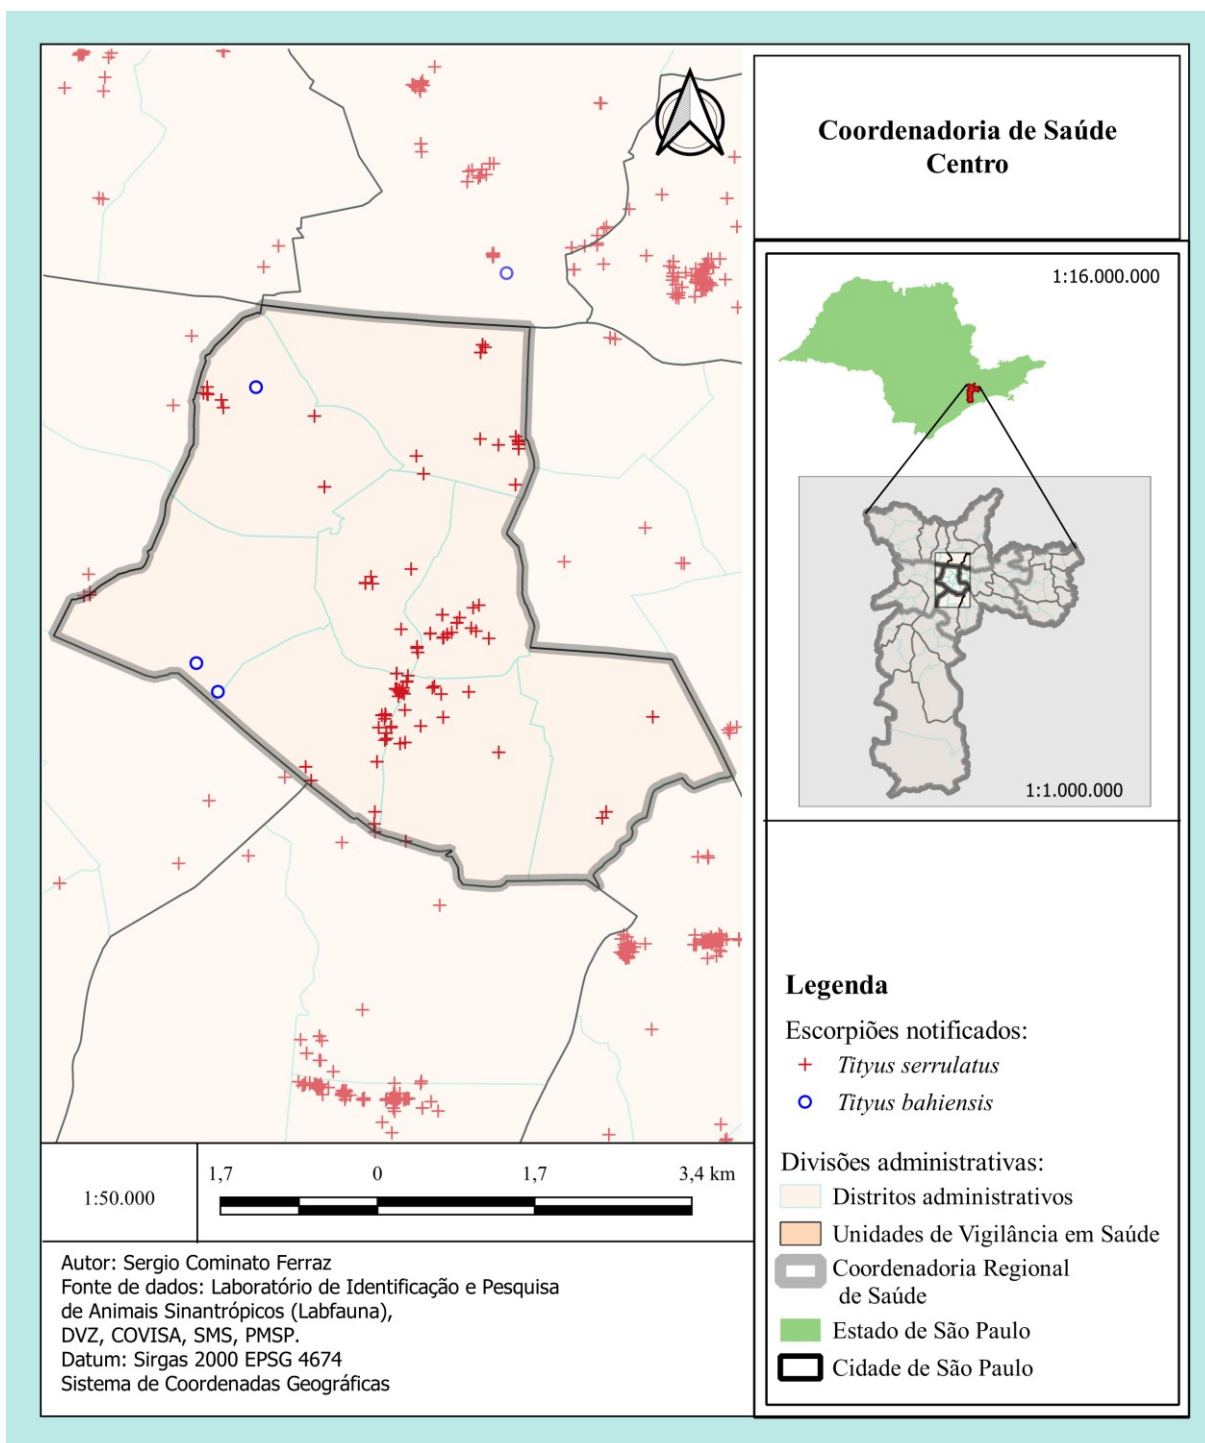 Coordenadoria de Saúde
Centro
1:16.000.000
1:1.000.000
Legenda
Escorpiões notificados:
Tityus serrulatus
Tityus bahiensis
Divisões administrativas:
Distritos administrativos
Unidades de Vigilância em Saúde
Coordenadoria Regional
de Saúde
Estado de São Paulo
Cidade de São Paulo
1:50.000
1,7 0 1,7 3,4 km
Autor: Sergio Cominato Ferraz
Fonte de dados: Laboratório de Identificação e Pesquisa
de Animais Sinantrópicos (Labfauna),
DVZ, COVISA, SMS, PMSP.
Datum: Sirgas 2000 EPSG 4674
Sistema de Coordenadas Geográficas